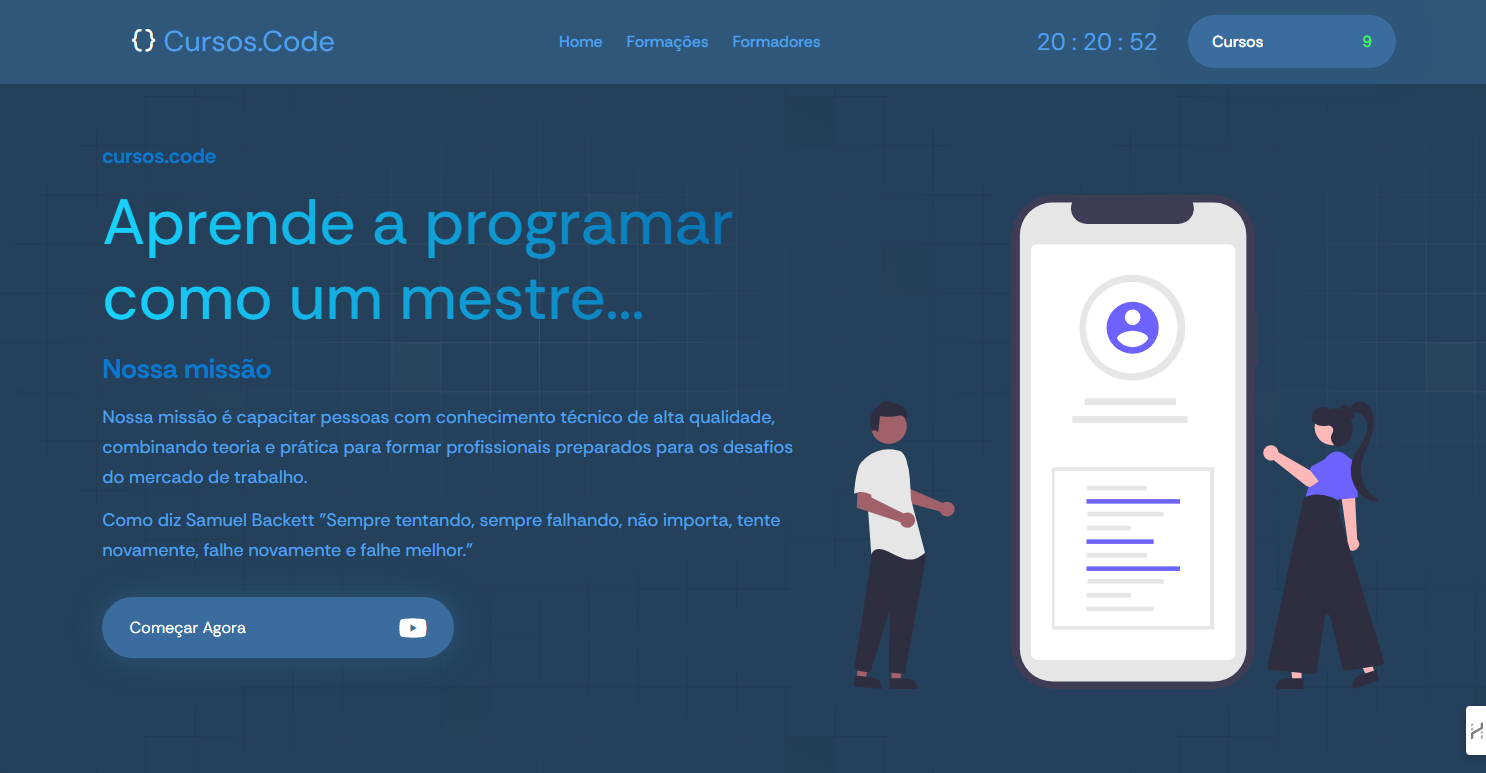 {} Cursos.Code
Home Formações Formadores
20 : 20 : 52
Cursos 9
cursos.code
Aprende a programar
como um mestre...
Nossa missão
Nossa missão é capacitar pessoas com conhecimento técnico de alta qualidade,
combinando teoria e prática para formar profissionais preparados para os desafios
do mercado de trabalho.
Como diz Samuel Backett "Sempre tentando, sempre falhando, não importa, tente
novamente, falhe novamente e falhe melhor."
Começar Agora